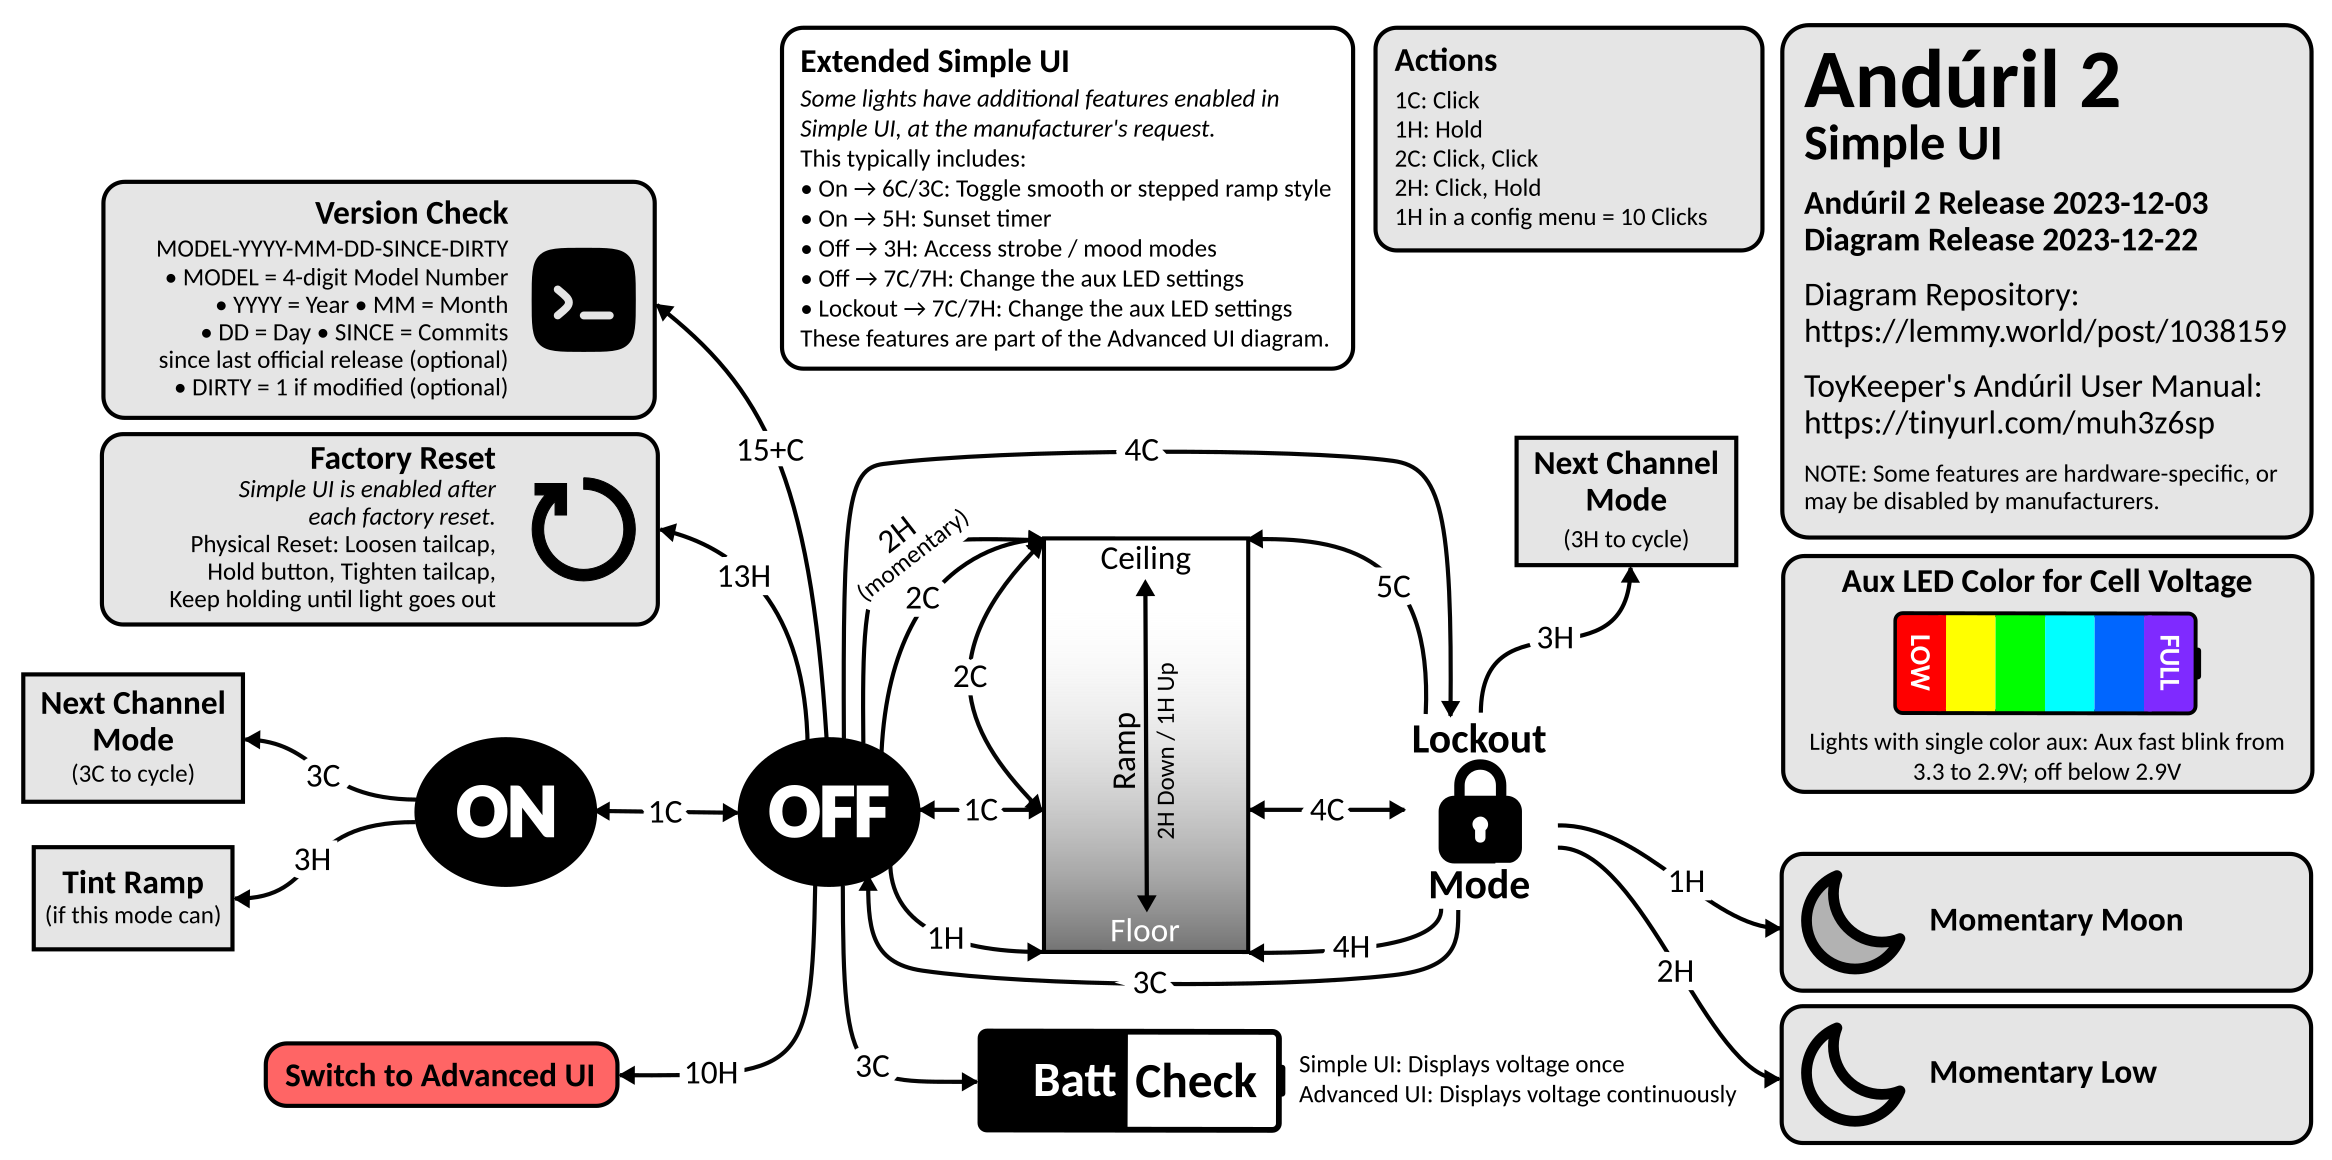 Extended Simple UI
Some lights have additional features enabled in
Simple UI, at the manufacturer's request.
This typically includes:
• On → 6C/3C: Toggle smooth or stepped ramp style
• On → 5H: Sunset timer
• Off → 3H: Access strobe / mood modes
• Off → 7C/7H: Change the aux LED settings
• Lockout → 7C/7H: Change the aux LED settings
These features are part of the Advanced UI diagram.
Actions
1C: Click
1H: Hold
2C: Click, Click
2H: Click, Hold
1H in a config menu = 10 Clicks
Andúril 2
Simple UI
Andúril 2 Release 2023-12-03
Diagram Release 2023-12-22
Diagram Repository:
https://lemmy.world/post/1038159
ToyKeeper's Andúril User Manual:
https://tinyurl.com/muh3z6sp
NOTE: Some features are hardware-specific, or
may be disabled by manufacturers.
Version Check
MODEL-YYYY-MM-DD-SINCE-DIRTY
• MODEL = 4-digit Model Number
• YYYY = Year • MM = Month
• DD = Day • SINCE = Commits
since last official release (optional)
• DIRTY = 1 if modified (optional)
Factory Reset
Simple UI is enabled after
each factory reset.
Physical Reset: Loosen tailcap,
Hold button, Tighten tailcap,
Keep holding until light goes out
15+C
13H
4C
2H
(momentary)
2C
2C
Ceiling
Ramp
2H Down / 1H Up
Floor
5C
3H
Next Channel
Mode
(3H to cycle)
Aux LED Color for Cell Voltage
LOW
FULL
Lights with single color aux: Aux fast blink from
3.3 to 2.9V; off below 2.9V
Next Channel
Mode
(3C to cycle)
3C
Tint Ramp
(if this mode can)
3H
ON
1C
OFF
1C
4C
Lockout
Mode
1H
4H
3C
1H
Momentary Moon
2H
Momentary Low
Switch to Advanced UI
10H
3C
Batt Check
Simple UI: Displays voltage once
Advanced UI: Displays voltage continuously